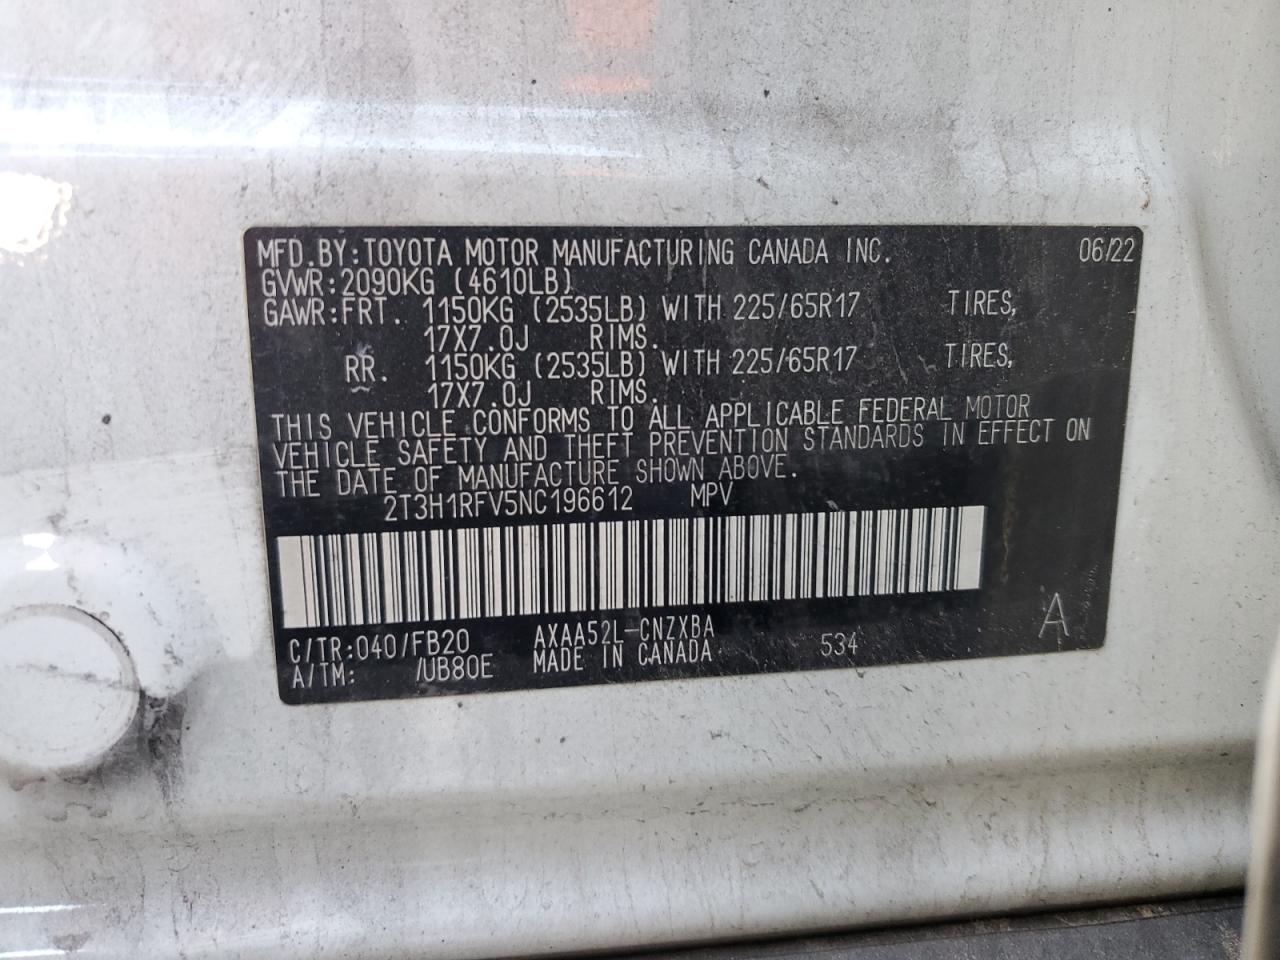 MFD.BY:TOYOTA MOTOR MANUFACTURING CANADA INC. 06/22
GVWR:2090KG (4610LB)
GAWR:FRT. 1150KG (2535LB) WITH 225/65R17 TIRES,
17X7.0J RIMS.
RR. 1150KG (2535LB) WITH 225/65R17 TIRES,
17X7.0J RIMS.
THIS VEHICLE CONFORMS TO ALL APPLICABLE FEDERAL MOTOR
VEHICLE SAFETY AND THEFT PREVENTION STANDARDS IN EFFECT ON
THE DATE OF MANUFACTURE SHOWN ABOVE.
2T3H1RFV5NC196612 MPV
C/TR:040/FB20 AXAA52L-CNZXBA
A/TM: /UB80E MADE IN CANADA 534 A